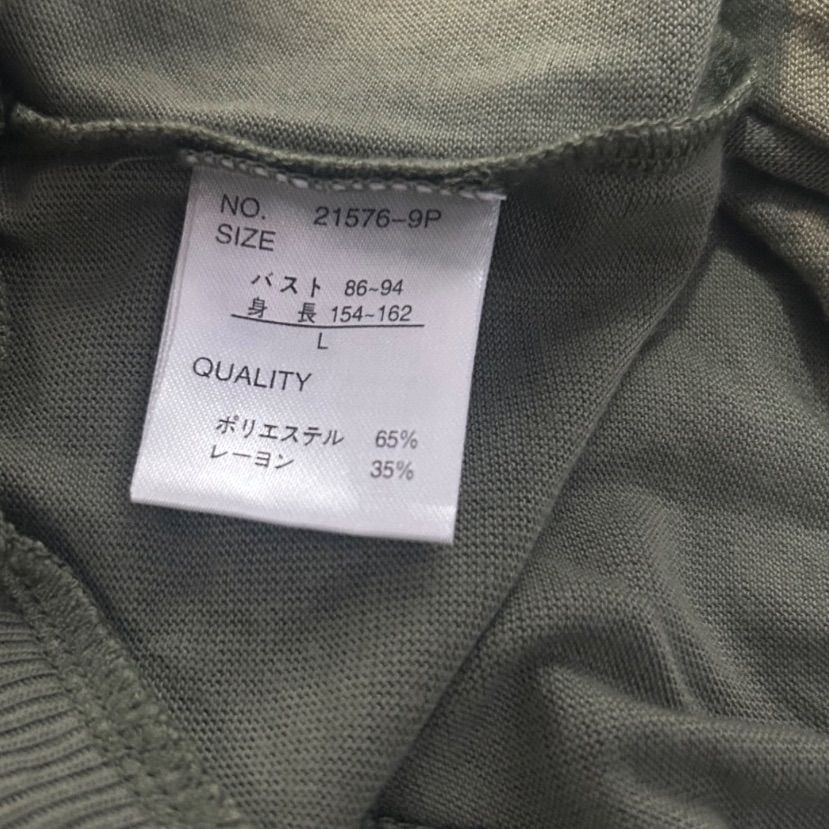 NO. 21576-9P
SIZE
バスト 86~94
身 長 154~162
L
QUALITY
ポリエステル 65%
レーヨン 35%